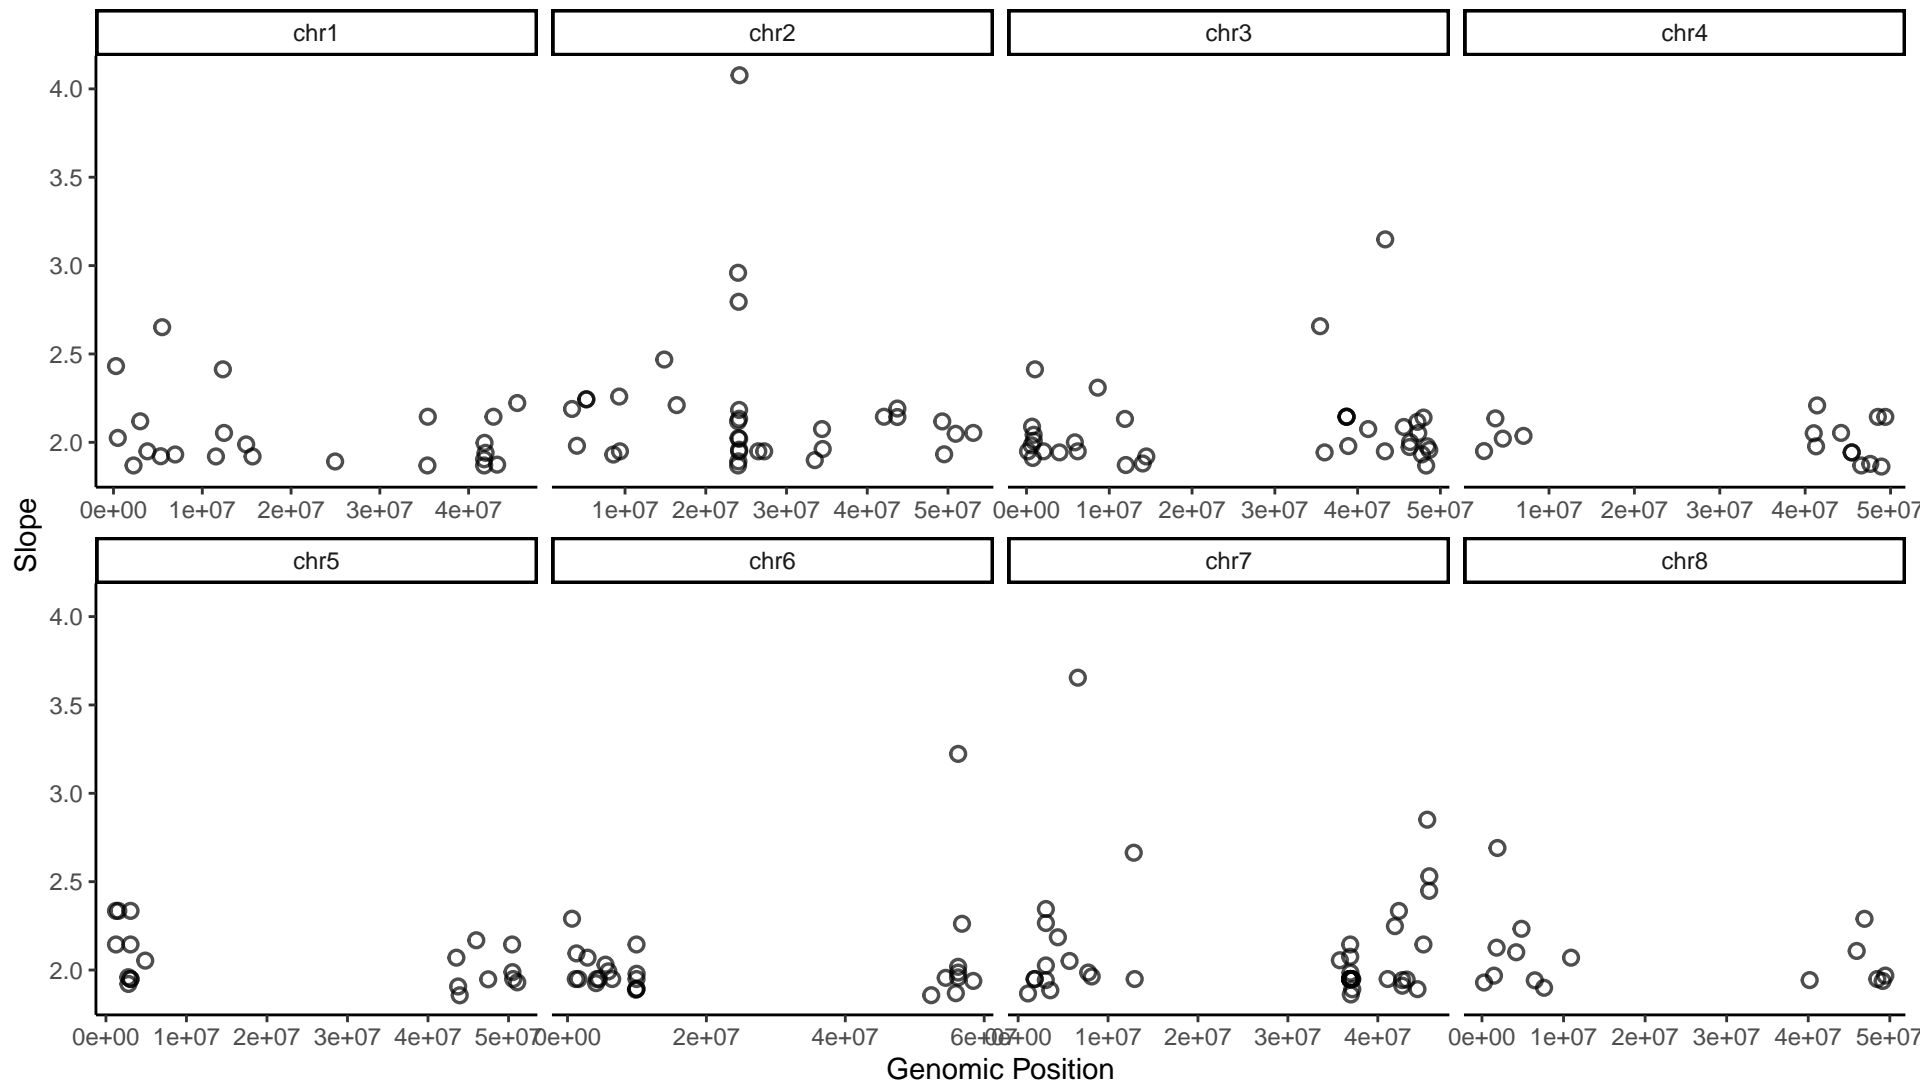 chr1 chr2 chr3 chr4
4.0
3.5
3.0
2.5
2.0
0e+00 1e+07 2e+07 3e+07 4e+07 1e+07 2e+07 3e+07 4e+07 5e+07 0e+00 1e+07 2e+07 3e+07 4e+07 5e+07 1e+07 2e+07 3e+07 4e+07 5e+07
Slope
chr5 chr6 chr7 chr8
4.0
3.5
3.0
2.5
2.0
0e+00 1e+07 2e+07 3e+07 4e+07 5e+07 0e+00 2e+07 4e+07 6e+07 0e+00 1e+07 2e+07 3e+07 4e+07 0e+00 1e+07 2e+07 3e+07 4e+07 5e+07
Genomic Position